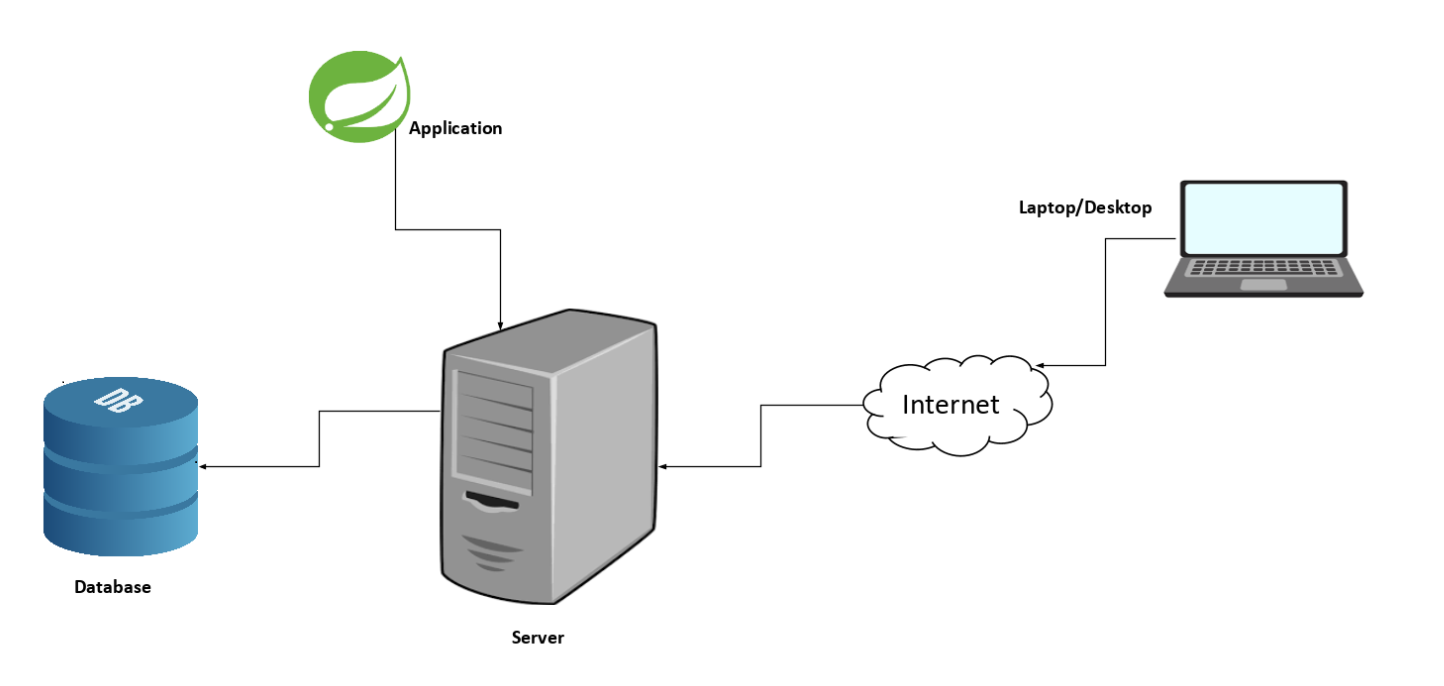 Application
Laptop/Desktop
DB
Internet
Database
Server